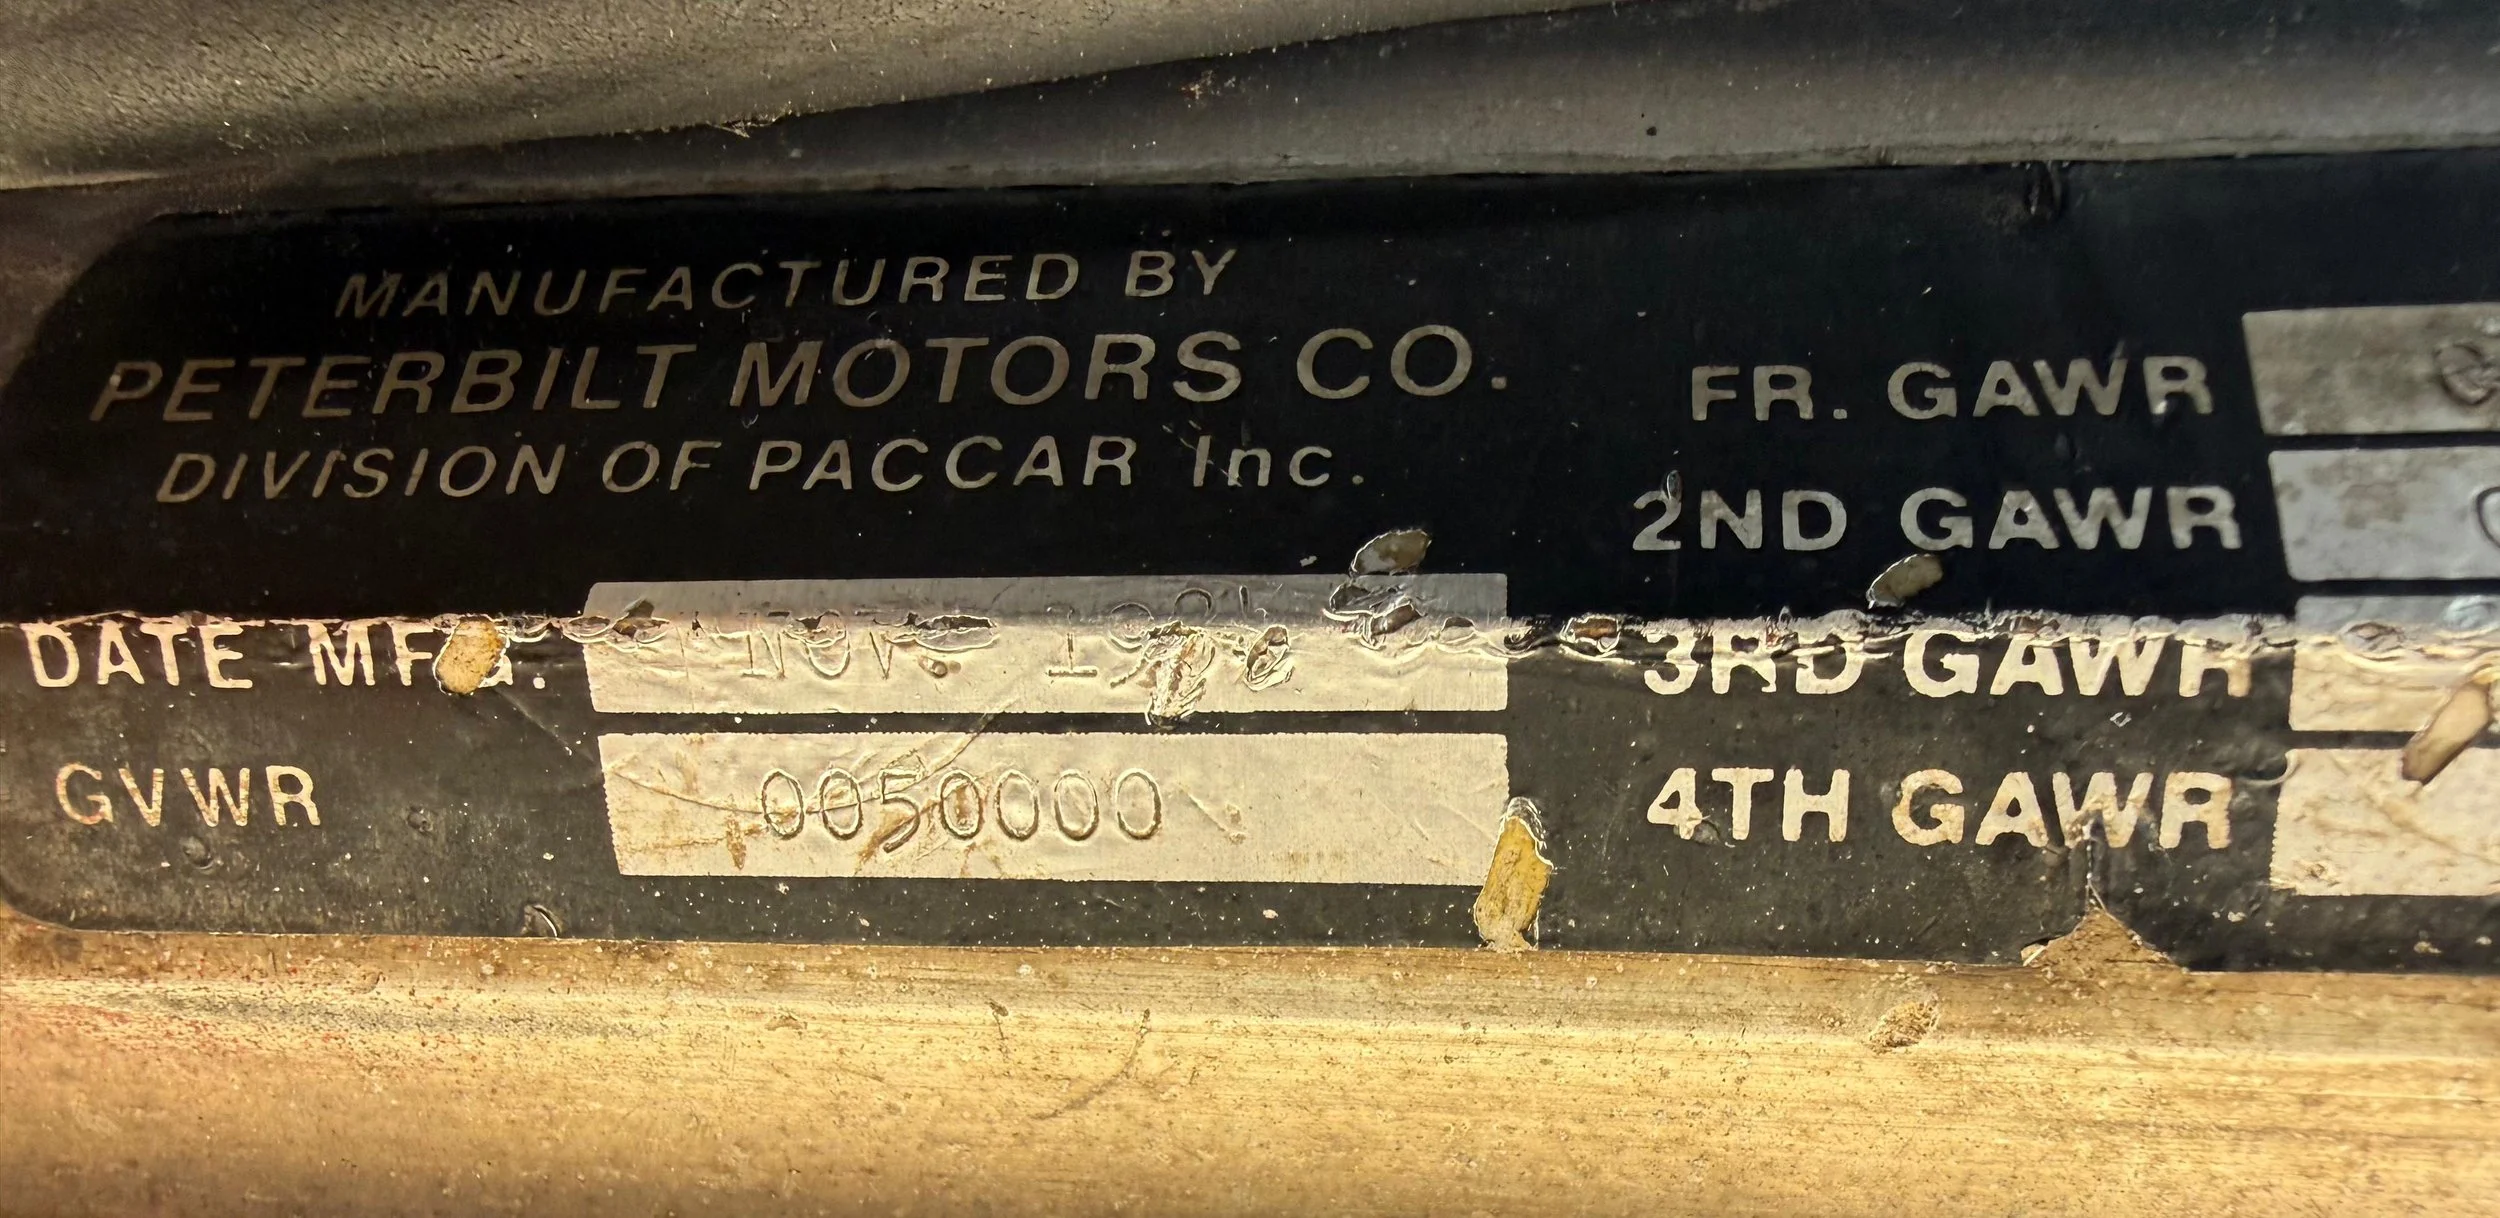 MANUFACTURED BY
PETERBILT MOTORS CO.
DIVISION OF PACCAR Inc.
FR. GAWR
2ND GAWR
DATE MFG. NOV.
3RD GAWR
GVWR 0050000
4TH GAWR